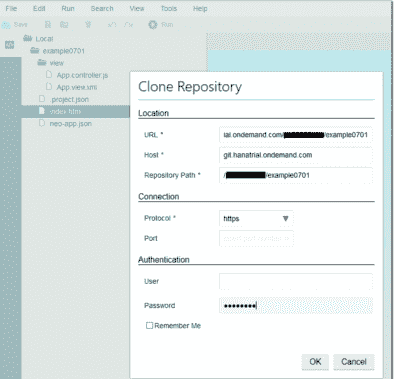 File Edit Run Search View Tools Help
Save Run
Local
example0701
view
App.controller.js
App.view.xml
project.json
index.html
neo-app.json
Clone Repository
Location
URL * ial.ondemand.com/ /example0701
Host * git.hanatrial.ondemand.com
Repository Path * / /example0701
Connection
Protocol * https
Port
Authentication
User
Password ••••••••
Remember Me
OK Cancel